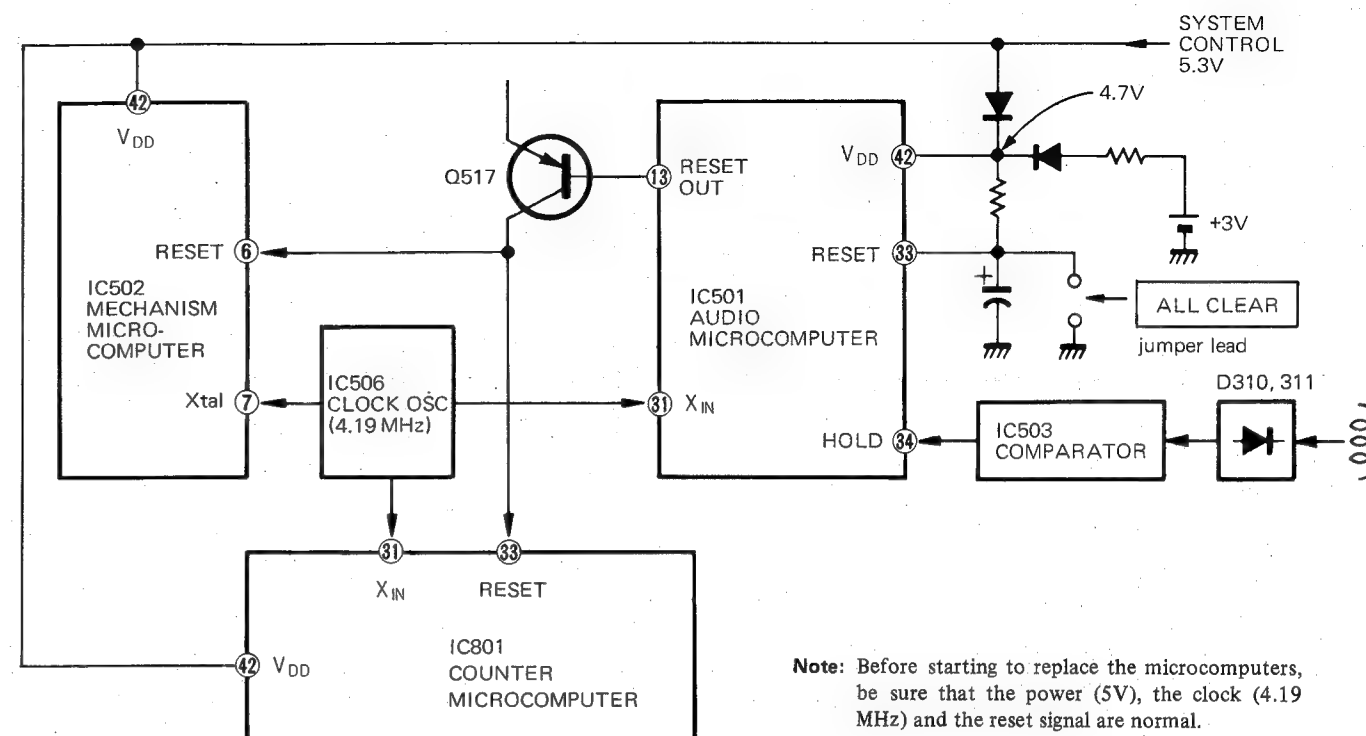 SYSTEM
CONTROL
5.3V
42
VDD
4.7V
Q517
13
RESET
OUT
VDD
42
+3V
RESET
6
RESET
33
+
IC502
MECHANISM
MICRO-
COMPUTER
IC501
AUDIO
MICROCOMPUTER
ALL CLEAR
jumper lead
IC506
CLOCK OSC
(4.19 MHz)
Xtal
7
31
XIN
D310, 311
HOLD
34
IC503
COMPARATOR
31
33
XIN
RESET
42
VDD
IC801
COUNTER
MICROCOMPUTER
Note: Before starting to replace the microcomputers,
be sure that the power (5V), the clock (4.19
MHz) and the reset signal are normal.